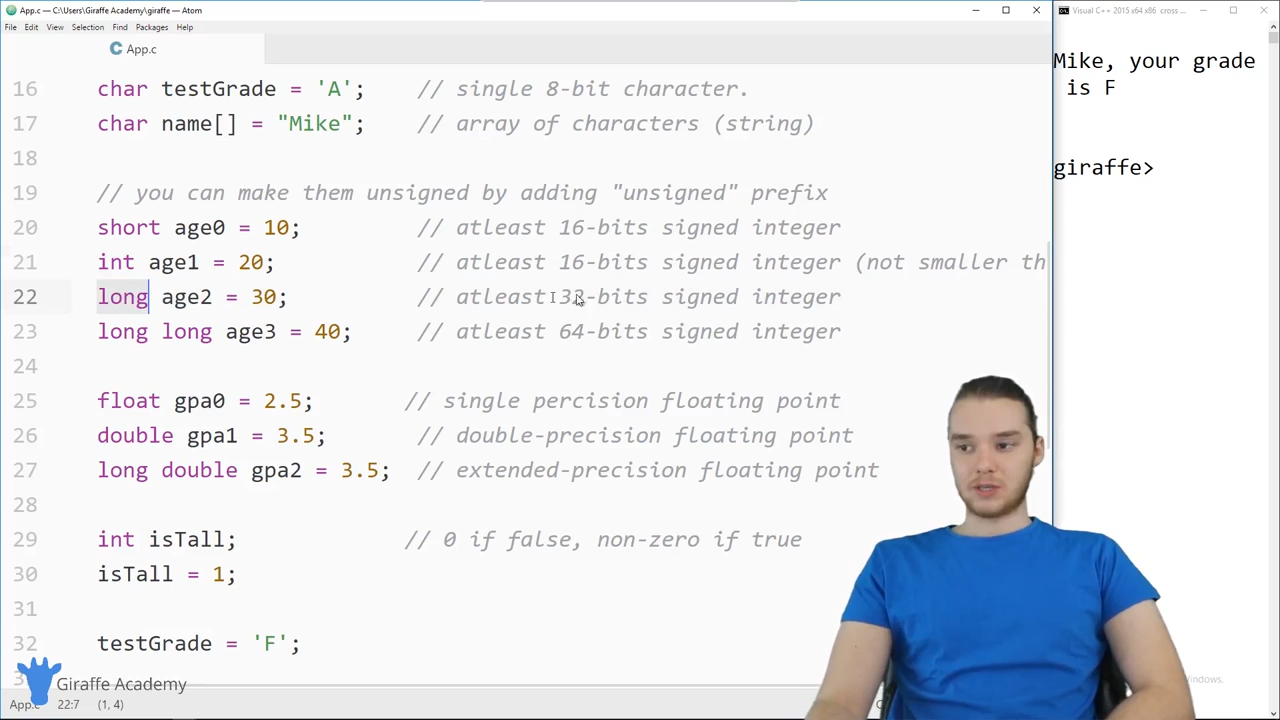 App.c — C:\Users\Giraffe Academy\giraffe — Atom
File Edit View Selection Find Packages Help
App.c
16 char testGrade = 'A'; // single 8-bit character.
17 char name[] = "Mike"; // array of characters (string)
18
19 // you can make them unsigned by adding "unsigned" prefix
20 short age0 = 10; // atleast 16-bits signed integer
21 int age1 = 20; // atleast 16-bits signed integer (not smaller th
22 long age2 = 30; // atleast 32-bits signed integer
23 long long age3 = 40; // atleast 64-bits signed integer
24
25 float gpa0 = 2.5; // single percision floating point
26 double gpa1 = 3.5; // double-precision floating point
27 long double gpa2 = 3.5; // extended-precision floating point
28
29 int isTall; // 0 if false, non-zero if true
30 isTall = 1;
31
32 testGrade = 'F';
Giraffe Academy
App.c 22:7 (1, 4)
Visual C++ 2015 x64 x86 cross ...
Mike, your grade
is F
giraffe>